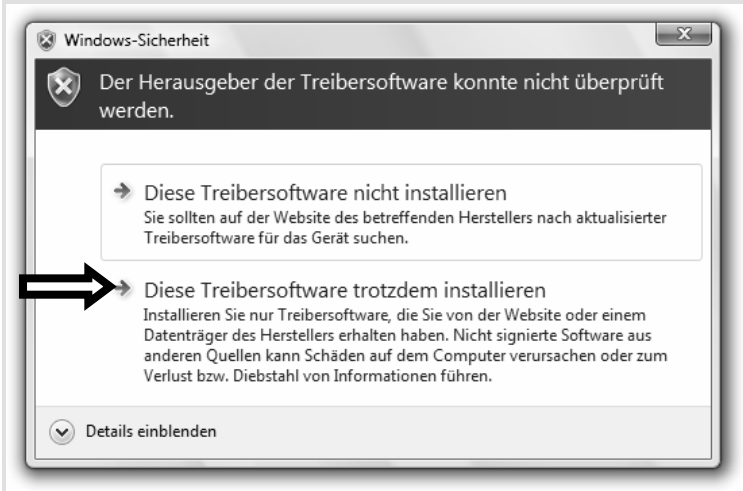 Windows-Sicherheit
Der Herausgeber der Treibersoftware konnte nicht überprüft
werden.
Diese Treibersoftware nicht installieren
Sie sollten auf der Website des betreffenden Herstellers nach aktualisierter
Treibersoftware für das Gerät suchen.
Diese Treibersoftware trotzdem installieren
Installieren Sie nur Treibersoftware, die Sie von der Website oder einem
Datenträger des Herstellers erhalten haben. Nicht signierte Software aus
anderen Quellen kann Schäden auf dem Computer verursachen oder zum
Verlust bzw. Diebstahl von Informationen führen.
Details einblenden